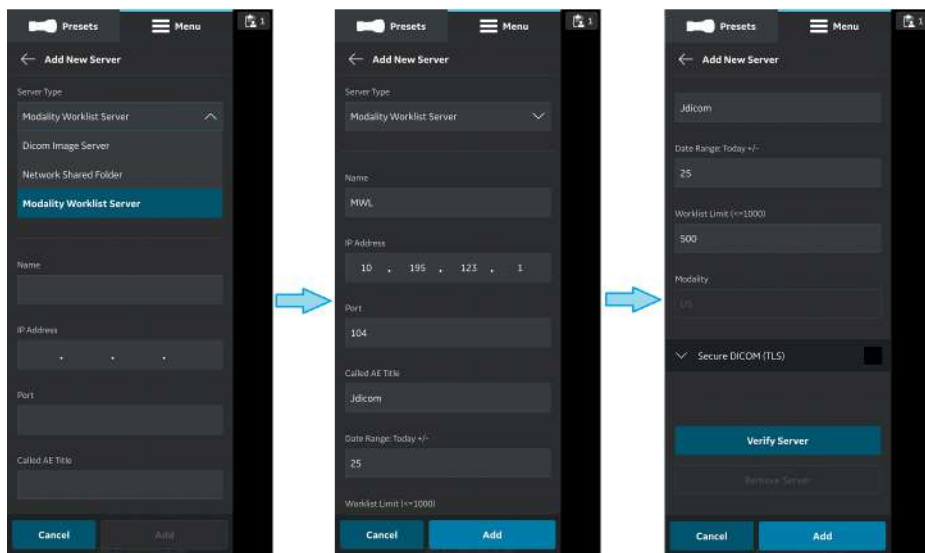 Presets
Menu
1
Add New Server
Server Type
Modality Worklist Server
Dicom Image Server
Network Shared Folder
Modality Worklist Server
Name
IP Address
. . .
Port
Called AE Title
Cancel
Add
Presets
Menu
1
Add New Server
Server Type
Modality Worklist Server
Name
MWL
IP Address
10 . 195 . 123 . 1
Port
104
Called AE Title
Jdicom
Date Range: Today +/-
25
Worklist Limit (<=1000)
Cancel
Add
Presets
Menu
1
Add New Server
Jdicom
Date Range: Today +/-
25
Worklist Limit (<=1000)
500
Modality
US
Secure DICOM (TLS)
Verify Server
Remove Server
Cancel
Add